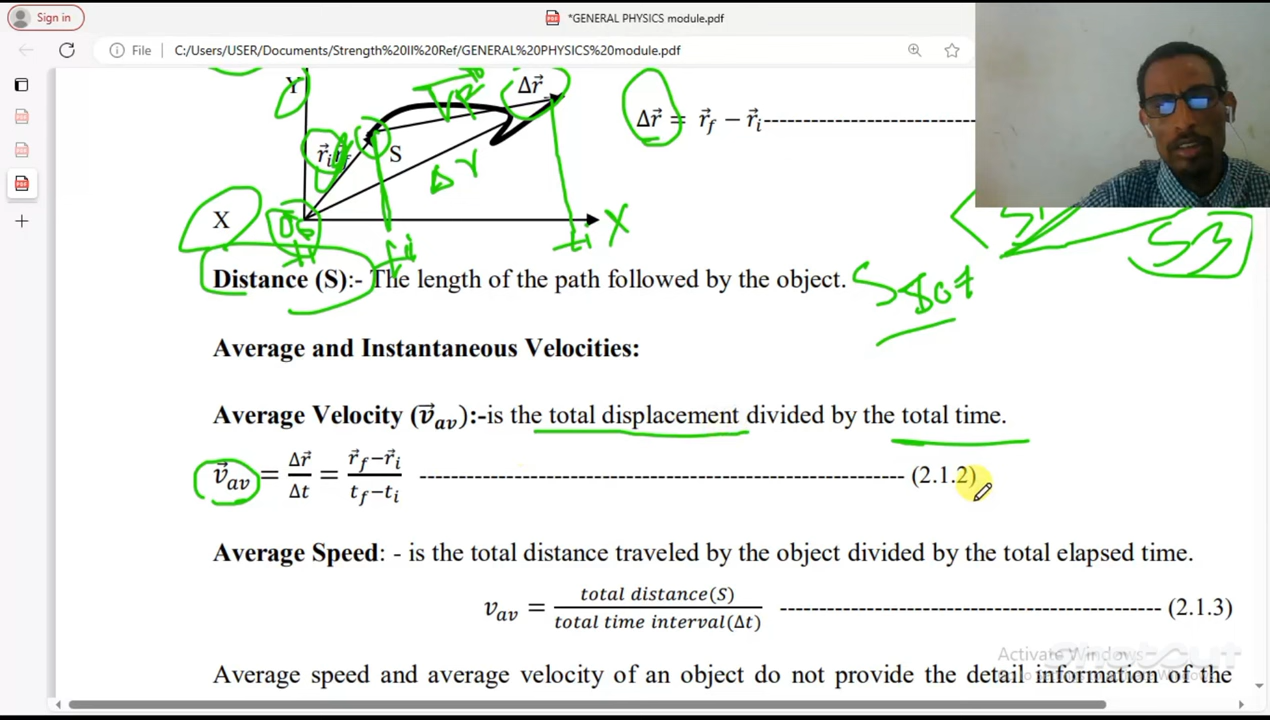 Sign in
*GENERAL PHYSICS module.pdf
File C:/Users/USER/Documents/Strength%20II%20Ref/GENERAL%20PHYSICS%20module.pdf
Y
Δr⃗
Δr⃗ = r⃗f − r⃗i--------------------
r⃗i
S
Δr
X
X
S3
Distance (S):- The length of the path followed by the object.
Average and Instantaneous Velocities:
Average Velocity (v⃗av):-is the total displacement divided by the total time.
v⃗av = Δr⃗/Δt = (r⃗f−r⃗i)/(tf−ti) ---------------------------------------------------------------- (2.1.2)
Average Speed: - is the total distance traveled by the object divided by the total elapsed time.
vav = total distance(S)/total time interval(Δt) -------------------------------------------------- (2.1.3)
Activate Windows
Average speed and average velocity of an object do not provide the detail information of the